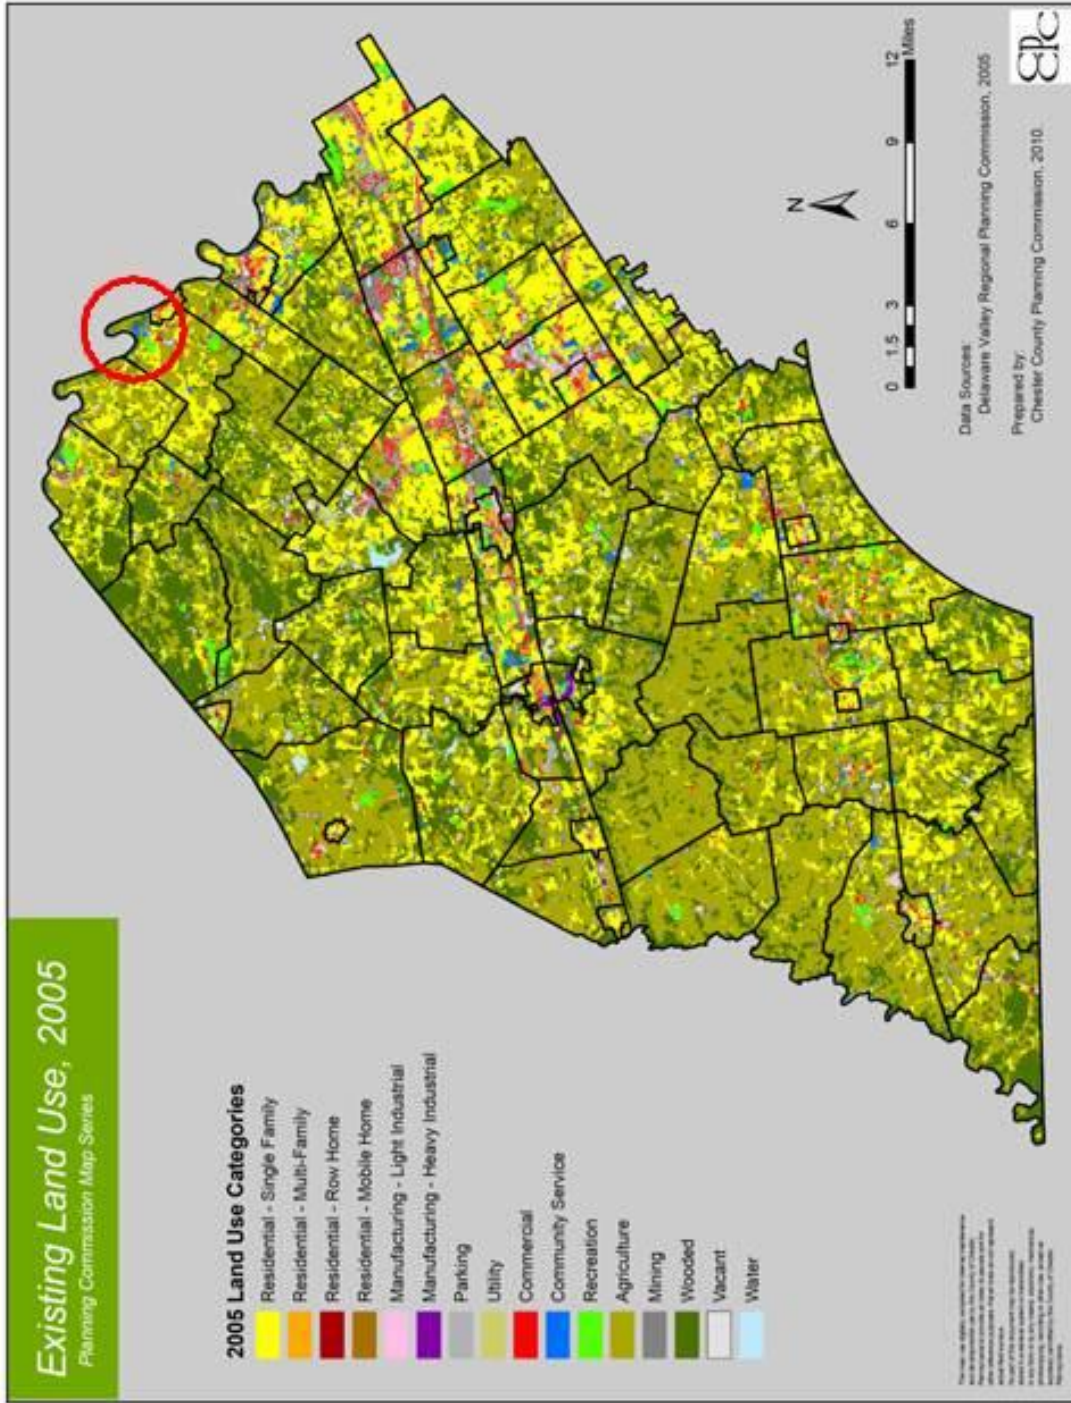 Existing Land Use, 2005
Planning Commission Map Series
2005 Land Use Categories
Residential - Single Family
Residential - Multi-Family
Residential - Row Home
Residential - Mobile Home
Manufacturing - Light Industrial
Manufacturing - Heavy Industrial
Parking
Utility
Commercial
Community Service
Recreation
Agriculture
Mining
Wooded
Vacant
Water
N
0 1.5 3 6 9 12
Miles
Data Sources:
Delaware Valley Regional Planning Commission, 2005
Prepared by:
Chester County Planning Commission, 2010.